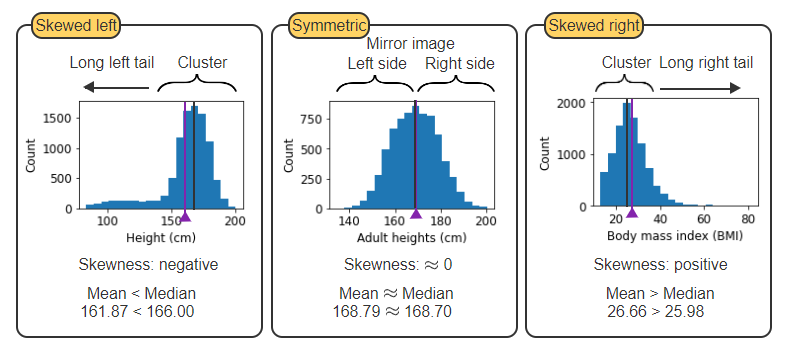 Skewed left
Long left tail
Cluster
1500
1000
500
0
Count
100
150
200
Height (cm)
Skewness: negative
Mean < Median
161.87 < 166.00
Symmetric
Mirror image
Left side
Right side
750
500
250
0
Count
140
160
180
200
Adult heights (cm)
Skewness: ≈ 0
Mean ≈ Median
168.79 ≈ 168.70
Skewed right
Cluster
Long right tail
2000
1000
0
Count
20
40
60
80
Body mass index (BMI)
Skewness: positive
Mean > Median
26.66 > 25.98